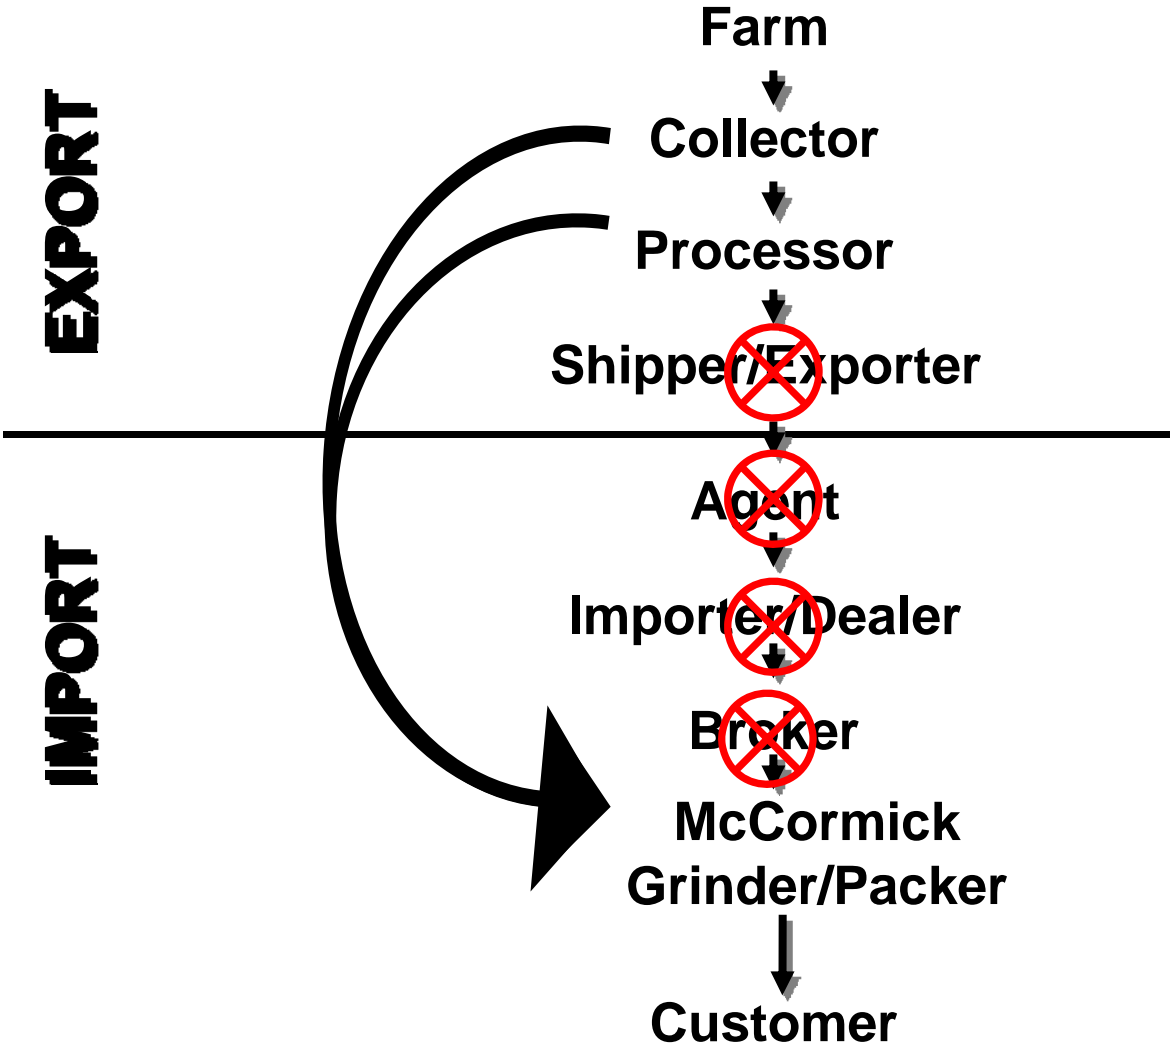 EXPORT
Farm
Collector
Processor
Shipper/Exporter
IMPORT
Agent
Importer/Dealer
Broker
McCormick
Grinder/Packer
Customer